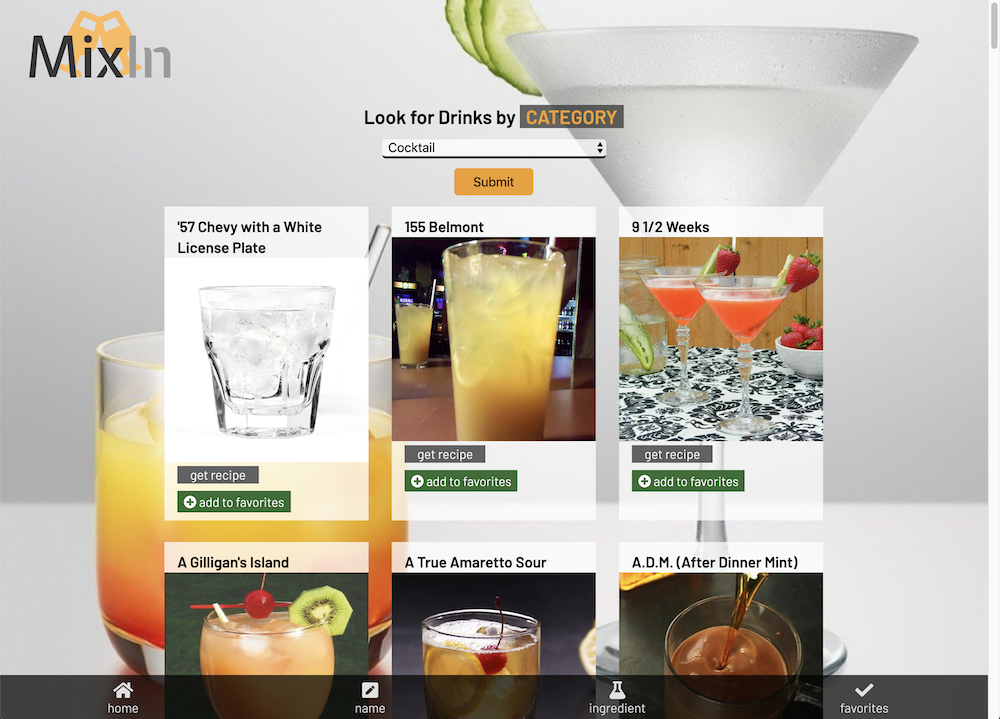 MixIn
Look for Drinks by CATEGORY
Cocktail
Submit
'57 Chevy with a White
License Plate
get recipe
add to favorites
155 Belmont
get recipe
add to favorites
9 1/2 Weeks
get recipe
add to favorites
A Gilligan's Island
A True Amaretto Sour
A.D.M. (After Dinner Mint)
home
name
ingredient
favorites